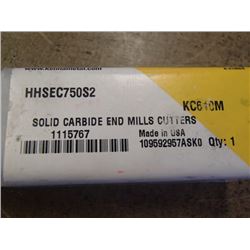 www.kennametal.com
HHSEC750S2
KC610M
SOLID CARBIDE END MILLS CUTTERS
1115767
Made in USA
109592957ASK0 Qty: 1